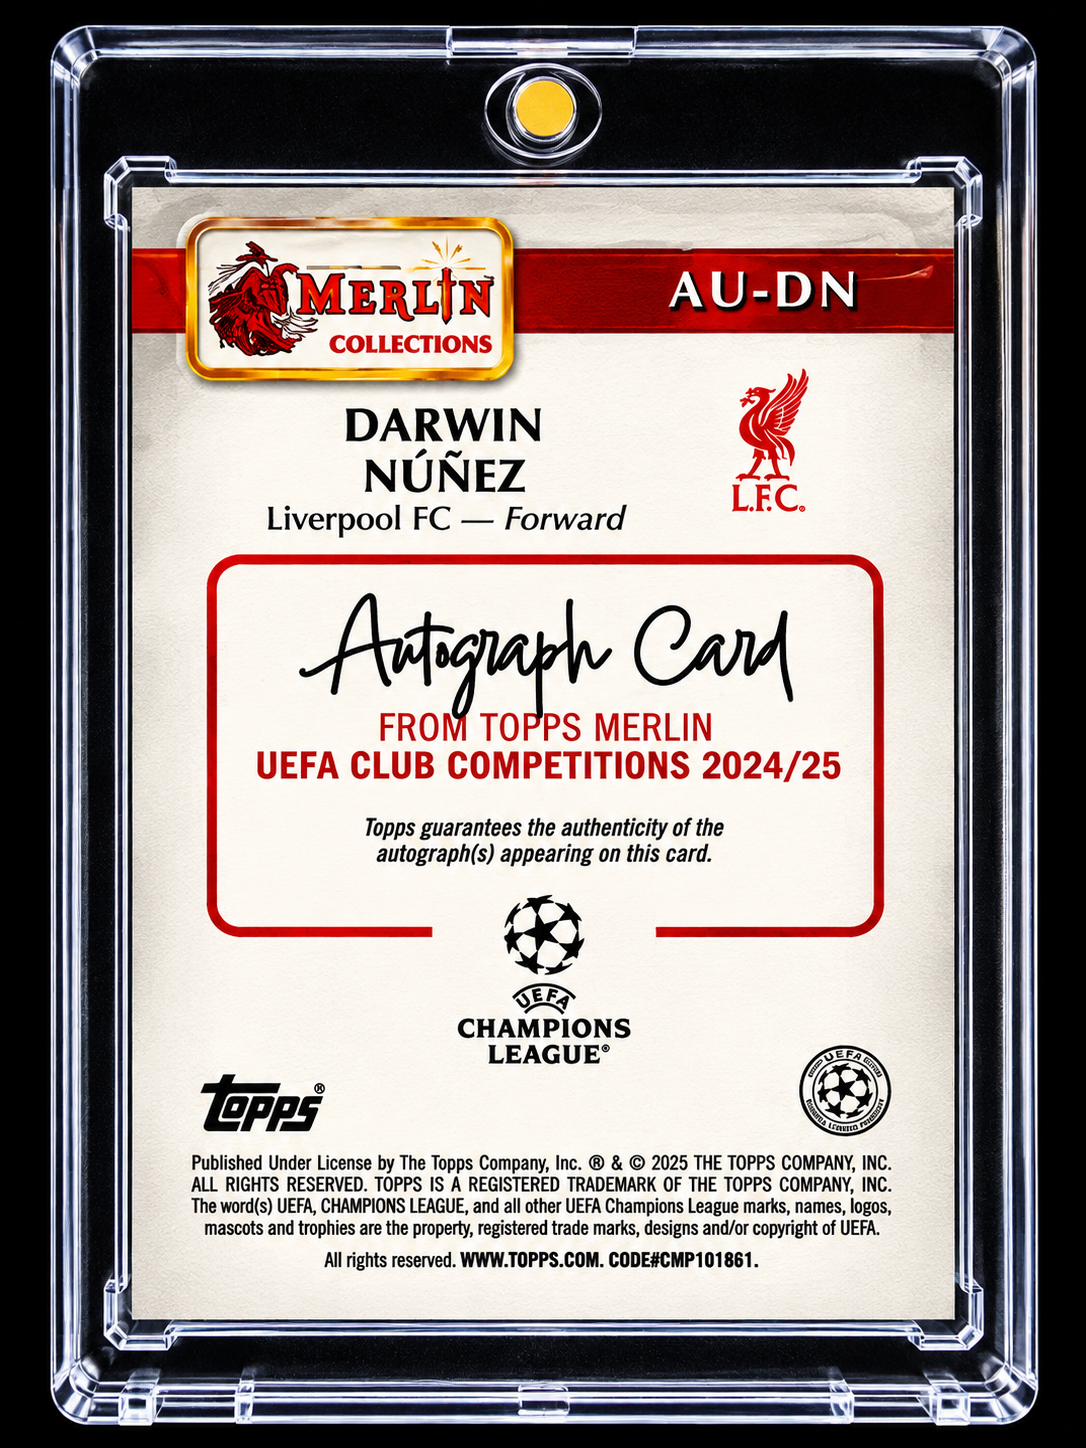 MERLIN
COLLECTIONS
AU-DN
DARWIN
NÚÑEZ
Liverpool FC — Forward
L.F.C.
Autograph Card
FROM TOPPS MERLIN
UEFA CLUB COMPETITIONS 2024/25
Topps guarantees the authenticity of the
autograph(s) appearing on this card.
UEFA
CHAMPIONS
LEAGUE®
topps®
UEFA
Published Under License by The Topps Company, Inc. ® & © 2025 THE TOPPS COMPANY, INC.
ALL RIGHTS RESERVED. TOPPS IS A REGISTERED TRADEMARK OF THE TOPPS COMPANY, INC.
The word(s) UEFA, CHAMPIONS LEAGUE, and all other UEFA Champions League marks, names, logos,
mascots and trophies are the property, registered trade marks, designs and/or copyright of UEFA.
All rights reserved. WWW.TOPPS.COM. CODE#CMP101861.